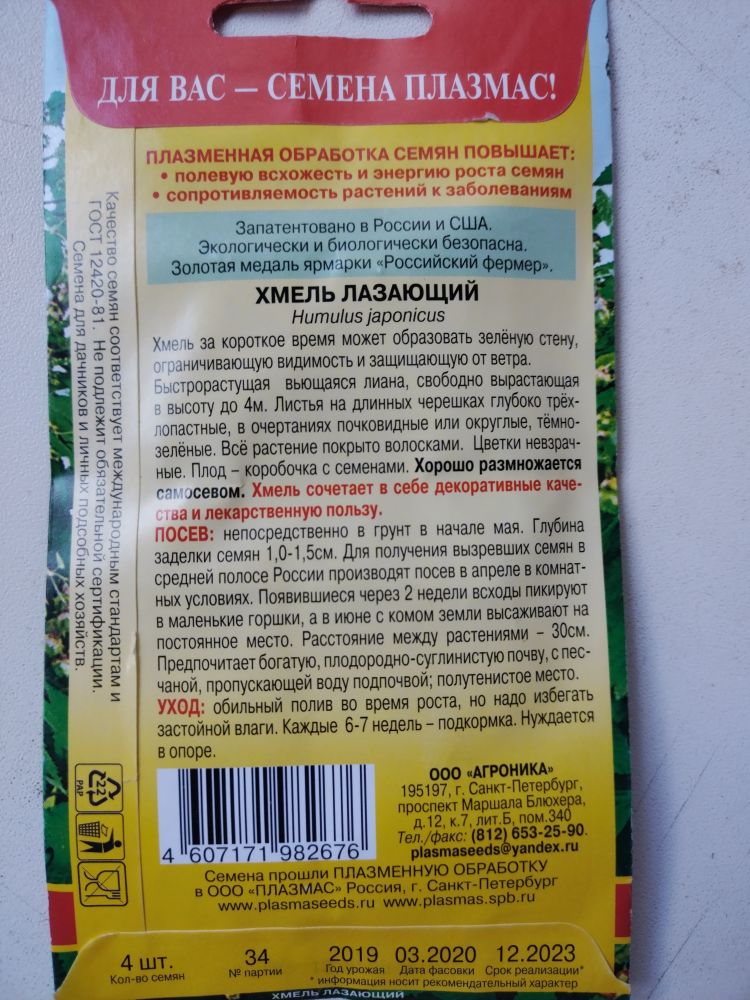 ДЛЯ ВАС – СЕМЕНА ПЛАЗМАС!
ПЛАЗМЕННАЯ ОБРАБОТКА СЕМЯН ПОВЫШАЕТ:
• полевую всхожесть и энергию роста семян
• сопротивляемость растений к заболеваниям
Запатентовано в России и США.
Экологически и биологически безопасна.
Золотая медаль ярмарки «Российский фермер».
ХМЕЛЬ ЛАЗАЮЩИЙ
Humulus japonicus
Хмель за короткое время может образовать зелёную стену,
ограничивающую видимость и защищающую от ветра.
Быстрорастущая вьющаяся лиана, свободно вырастающая
в высоту до 4м. Листья на длинных черешках глубоко трёх-
лопастные, в очертаниях почковидные или округлые, тёмно-
зелёные. Всё растение покрыто волосками. Цветки невзрач-
ные. Плод – коробочка с семенами. Хорошо размножается
самосевом. Хмель сочетает в себе декоративные каче-
ства и лекарственную пользу.
ПОСЕВ: непосредственно в грунт в начале мая. Глубина
заделки семян 1,0-1,5см. Для получения вызревших семян в
средней полосе России производят посев в апреле в комнат-
ных условиях. Появившиеся через 2 недели всходы пикируют
в маленькие горшки, а в июне с комом земли высаживают на
постоянное место. Расстояние между растениями – 30см.
Предпочитает богатую, плодородно-суглинистую почву, с пес-
чаной, пропускающей воду подпочвой; полутенистое место.
УХОД: обильный полив во время роста, но надо избегать
застойной влаги. Каждые 6-7 недель – подкормка. Нуждается
в опоре.
Качество семян соответствует международным стандартам и
ГОСТ 12420-81. Не подлежит обязательной сертификации.
Семена для дачников и личных подсобных хозяйств.
221
PAP
4 607171 982676
ООО "АГРОНИКА"
195197, г. Санкт-Петербург,
проспект Маршала Блюхера,
д.12, к.7, лит.Б, пом.340
Тел./факс: (812) 653-25-90.
plasmaseeds@yandex.ru
Семена прошли ПЛАЗМЕННУЮ ОБРАБОТКУ
в ООО «ПЛАЗМАС» Россия, г. Санкт-Петербург
www.plasmaseeds.ru www.plasmas.spb.ru
4 шт. 34 2019 03.2020 12.2023
Кол-во семян № партии Год урожая Дата фасовки Срок реализации*
* информация носит рекомендательный характер
ХМЕЛЬ ЛАЗАЮЩИЙ